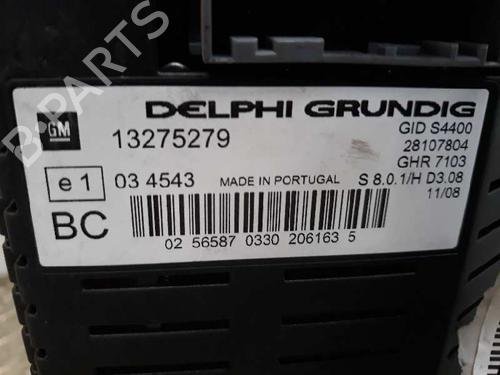 DELPHI GRUNDIG
GM
13275279
GID S4400
28107804
GHR 7103
e1
03 4543
MADE IN PORTUGAL
S 8.0.1/H D3.08
11/08
BC
02 56587 0330 206163 5